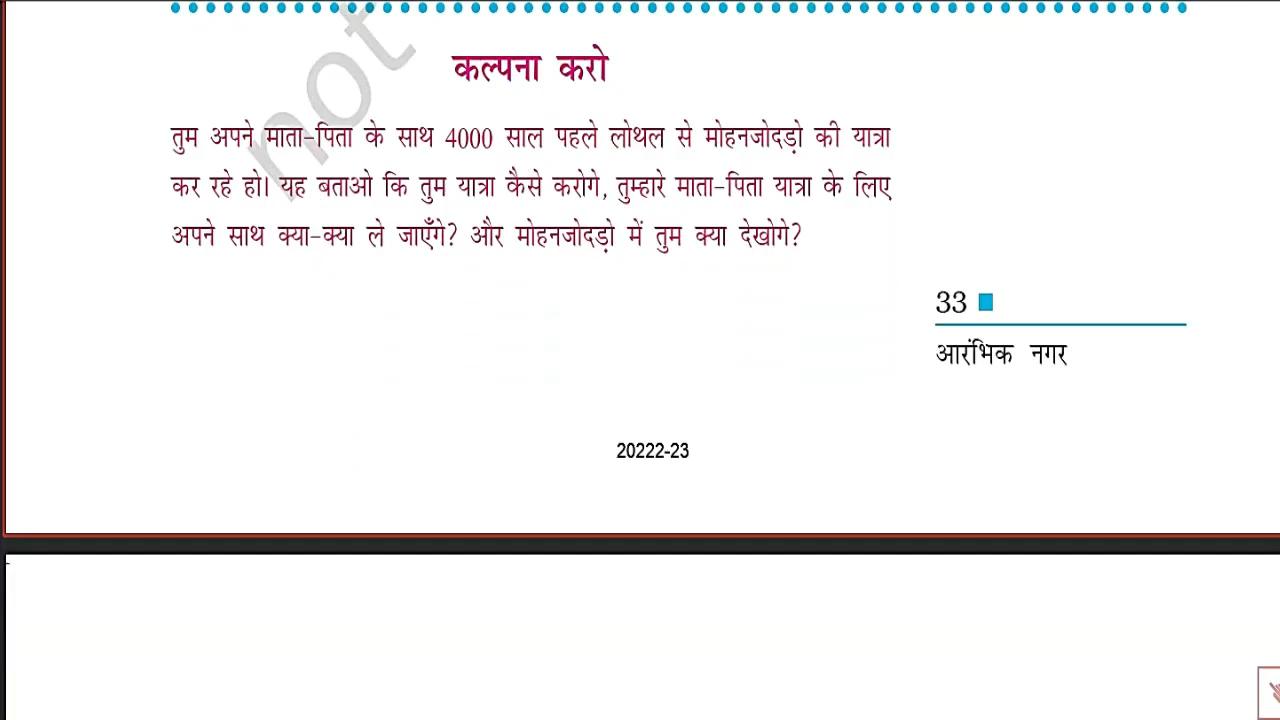 not
कल्पना करो
तुम अपने माता-पिता के साथ 4000 साल पहले लोथल से मोहनजोदड़ो की यात्रा
कर रहे हो। यह बताओ कि तुम यात्रा कैसे करोगे, तुम्हारे माता-पिता यात्रा के लिए
अपने साथ क्या-क्या ले जाएँगे? और मोहनजोदड़ो में तुम क्या देखोगे?
33
आरंभिक नगर
20222-23